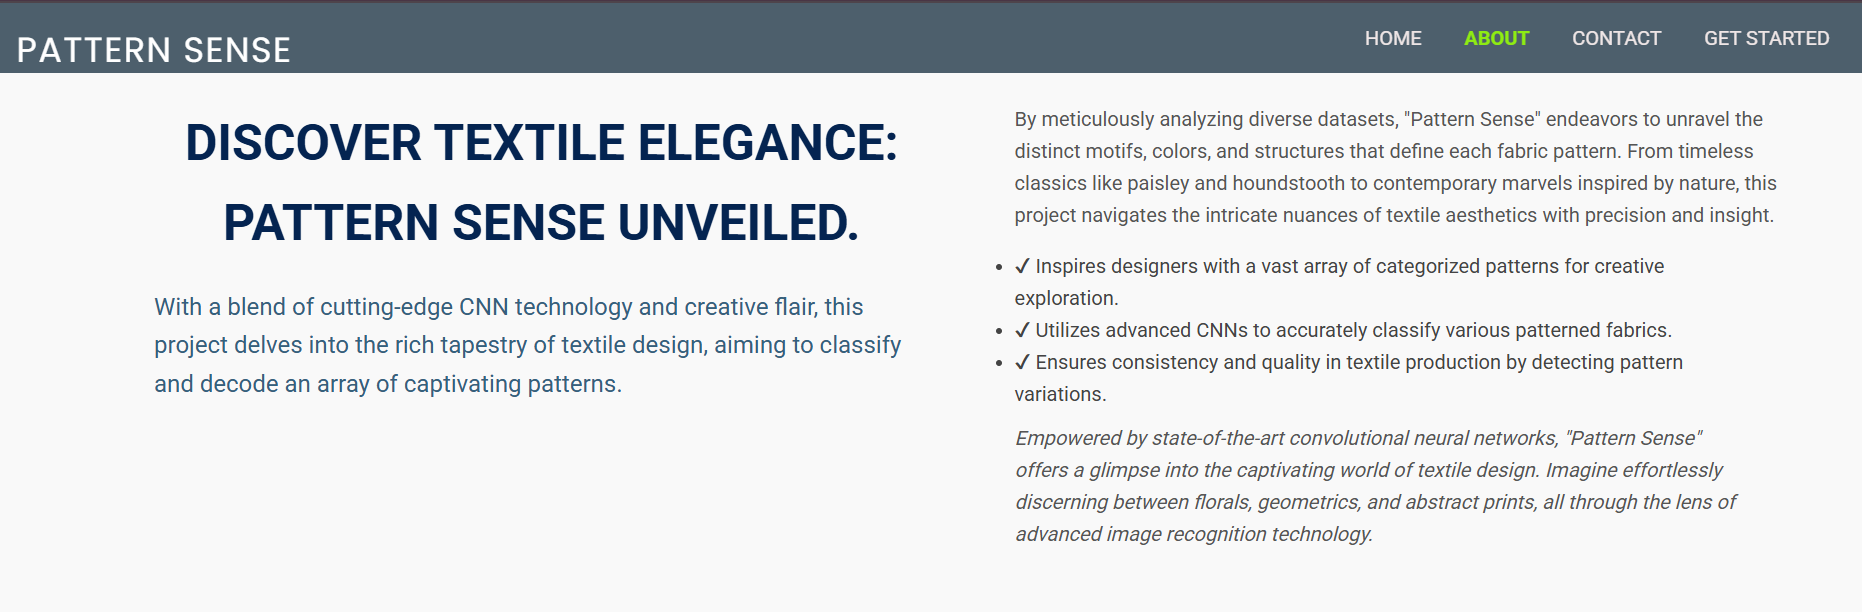 PATTERN SENSE
HOME ABOUT CONTACT GET STARTED
DISCOVER TEXTILE ELEGANCE:
PATTERN SENSE UNVEILED.
With a blend of cutting-edge CNN technology and creative flair, this
project delves into the rich tapestry of textile design, aiming to classify
and decode an array of captivating patterns.
By meticulously analyzing diverse datasets, "Pattern Sense" endeavors to unravel the
distinct motifs, colors, and structures that define each fabric pattern. From timeless
classics like paisley and houndstooth to contemporary marvels inspired by nature, this
project navigates the intricate nuances of textile aesthetics with precision and insight.
• ✓ Inspires designers with a vast array of categorized patterns for creative
exploration.
• ✓ Utilizes advanced CNNs to accurately classify various patterned fabrics.
• ✓ Ensures consistency and quality in textile production by detecting pattern
variations.
Empowered by state-of-the-art convolutional neural networks, "Pattern Sense"
offers a glimpse into the captivating world of textile design. Imagine effortlessly
discerning between florals, geometrics, and abstract prints, all through the lens of
advanced image recognition technology.